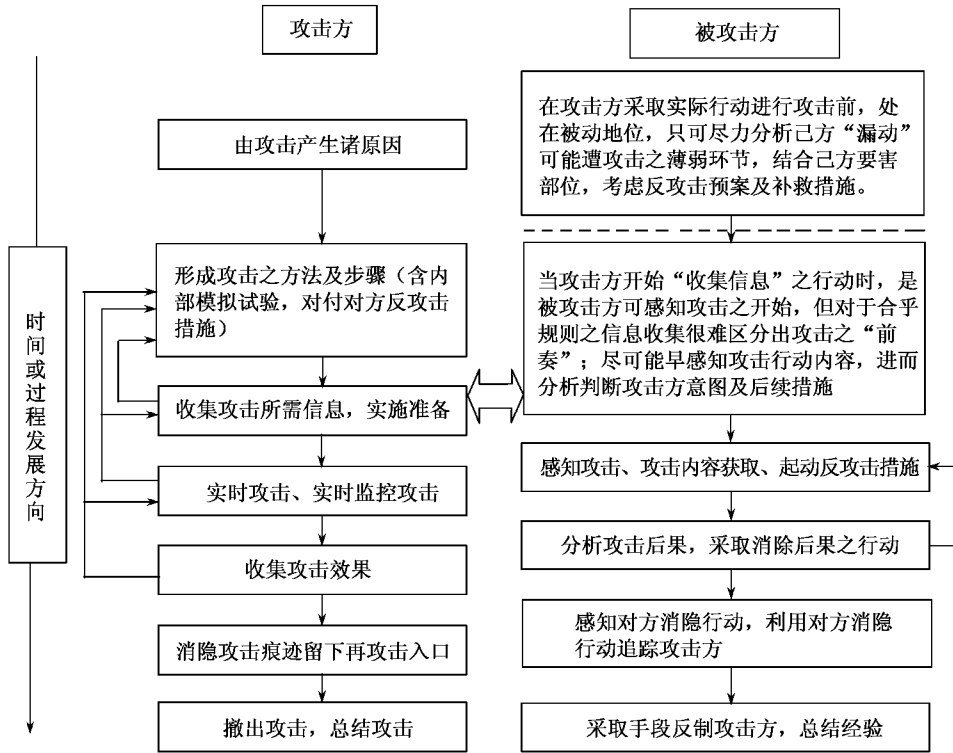 攻击方
被攻击方
时间或过程发展方向
由攻击产生诸原因
形成攻击之方法及步骤（含内
部模拟试验，对付对方反攻击
措施）
收集攻击所需信息，实施准备
实时攻击、实时监控攻击
收集攻击效果
消隐攻击痕迹留下再攻击入口
撤出攻击，总结攻击
在攻击方采取实际行动进行攻击前，处
在被动地位，只可尽力分析己方“漏动”
可能遭攻击之薄弱环节，结合己方要害
部位，考虑反攻击预案及补救措施。
当攻击方开始“收集信息”之行动时，是
被攻击方可感知攻击之开始，但对于合乎
规则之信息收集很难区分出攻击之“前
奏”；尽可能早感知攻击行动内容，进而
分析判断攻击方意图及后续措施
感知攻击、攻击内容获取、起动反攻击措施
分析攻击后果，采取消除后果之行动
感知对方消隐行动，利用对方消隐
行动追踪攻击方
采取手段反制攻击方，总结经验